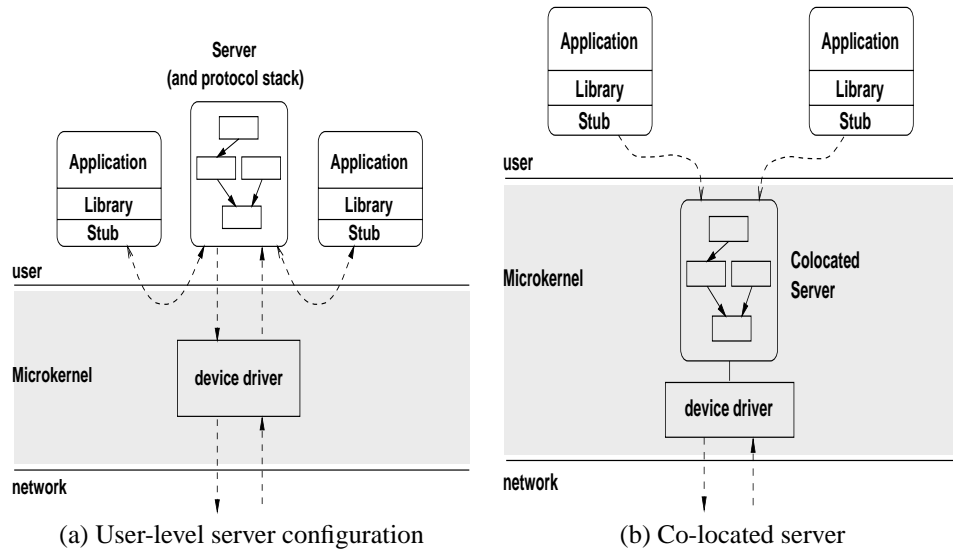 Server
(and protocol stack)
Application
Library
Stub
Application
Library
Stub
user
Microkernel
device driver
network
(a) User-level server configuration
Application
Library
Stub
Application
Library
Stub
user
Microkernel
Colocated
Server
device driver
network
(b) Co-located server